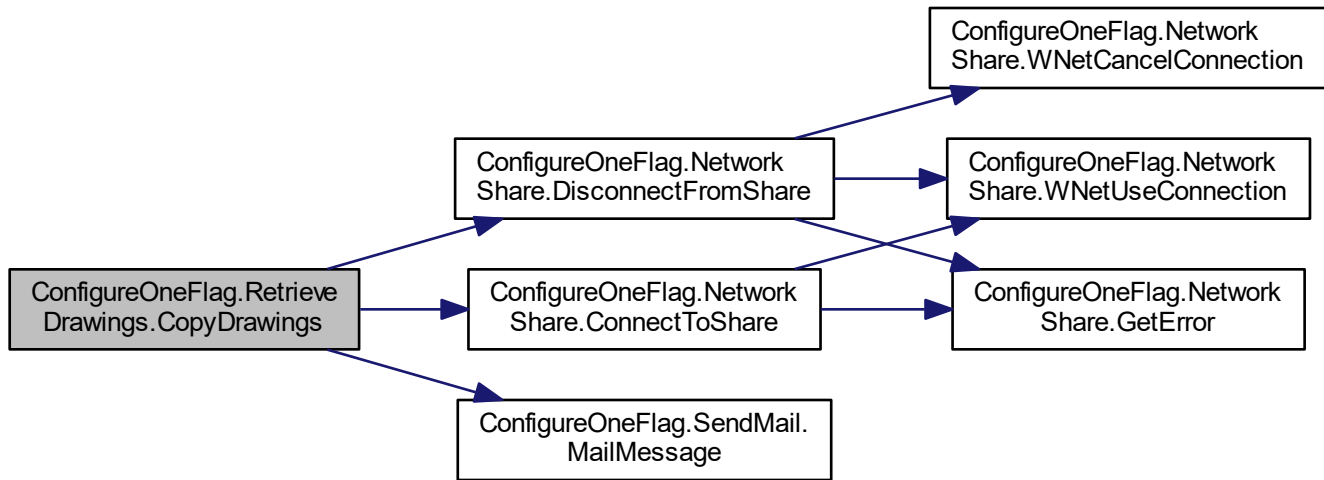 ConfigureOneFlag.Network
Share.WNetCancelConnection
ConfigureOneFlag.Network
Share.DisconnectFromShare
ConfigureOneFlag.Network
Share.WNetUseConnection
ConfigureOneFlag.Retrieve
Drawings.CopyDrawings
ConfigureOneFlag.Network
Share.ConnectToShare
ConfigureOneFlag.Network
Share.GetError
ConfigureOneFlag.SendMail.
MailMessage